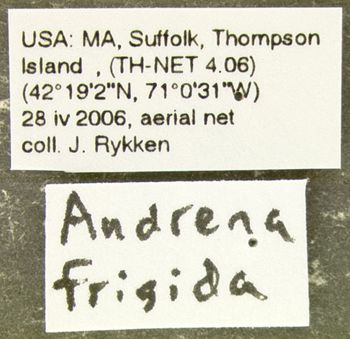 USA: MA, Suffolk, Thompson
Island , (TH-NET 4.06)
(42°19'2"N, 71°0'31"W)
28 iv 2006, aerial net
coll. J. Rykken
Andrena
frigida